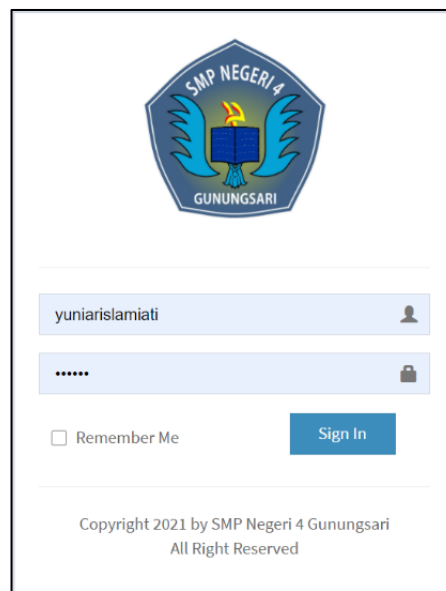 SMP NEGERI 4
GUNUNGSARI
yuniarislamiati
••••••
Remember Me
Sign In
Copyright 2021 by SMP Negeri 4 Gunungsari
All Right Reserved